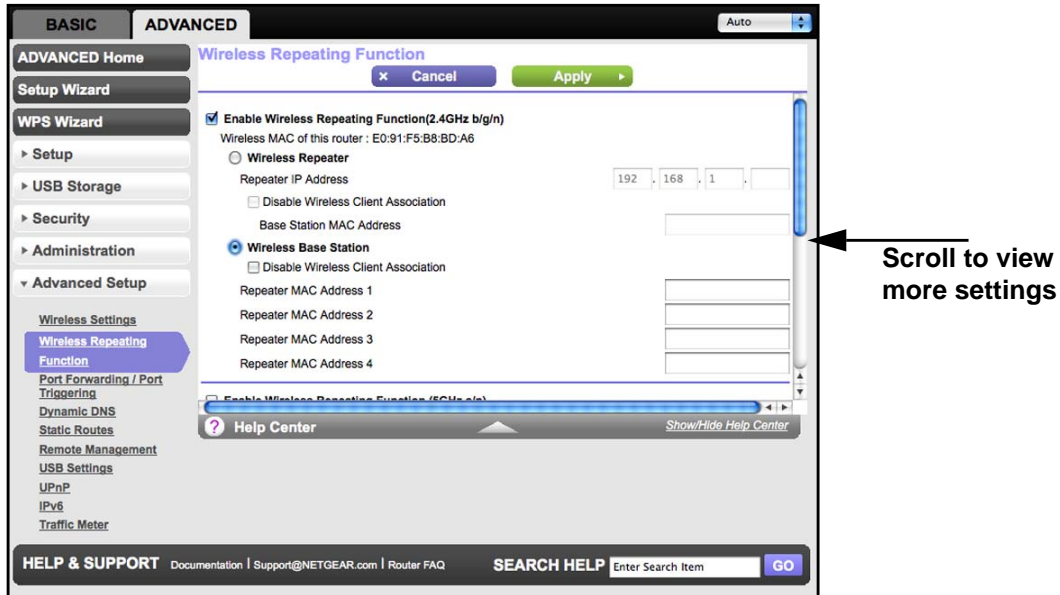 BASIC
ADVANCED
Auto
ADVANCED Home
Setup Wizard
WPS Wizard
Setup
USB Storage
Security
Administration
Advanced Setup
Wireless Settings
Wireless Repeating
Function
Port Forwarding / Port
Triggering
Dynamic DNS
Static Routes
Remote Management
USB Settings
UPnP
IPv6
Traffic Meter
Wireless Repeating Function
x Cancel
Apply
Enable Wireless Repeating Function(2.4GHz b/g/n)
Wireless MAC of this router : E0:91:F5:B8:BD:A6
Wireless Repeater
Repeater IP Address 192 . 168 . 1 .
Disable Wireless Client Association
Base Station MAC Address
Wireless Base Station
Disable Wireless Client Association
Repeater MAC Address 1
Repeater MAC Address 2
Repeater MAC Address 3
Repeater MAC Address 4
Enable Wireless Repeating Function (5GHz a/n)
? Help Center
Show/Hide Help Center
Scroll to view
more settings
HELP & SUPPORT Documentation | Support@NETGEAR.com | Router FAQ
SEARCH HELP Enter Search Item GO